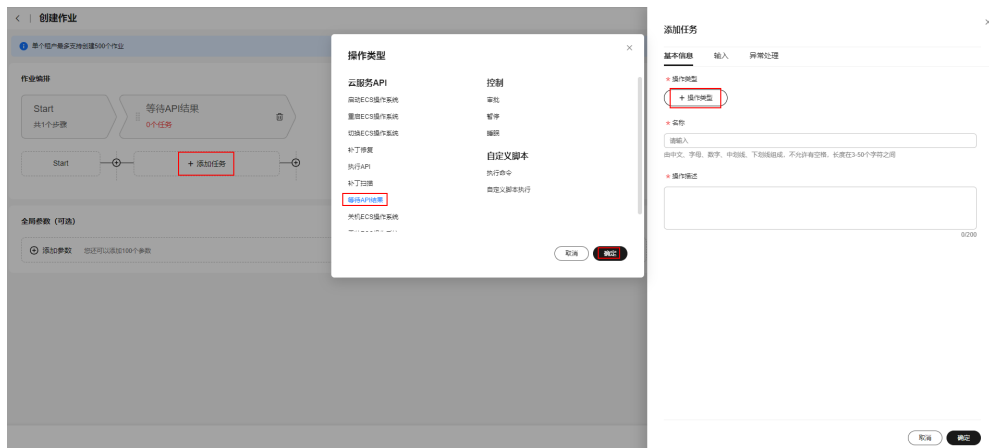 创建作业
单个租户最多支持创建500个作业
作业编排
Start
共1个步骤
等待API结果
0个任务
Start
+ 添加任务
全局参数（可选）
添加参数 您还可以添加100个参数
操作类型
云服务API
启动ECS操作系统
重启ECS操作系统
切换ECS操作系统
补丁修复
执行API
补丁扫描
等待API结果
关机ECS操作系统
控制
审批
暂停
睡眠
自定义脚本
执行命令
自定义脚本执行
取消
确定
添加任务
基本信息 输入 异常处理
* 操作类型
+ 操作类型
* 名称
请输入
由中文、字母、数字、中划线、下划线组成，不允许有空格，长度在3-50个字符之间
* 操作描述
0/200
取消
确定